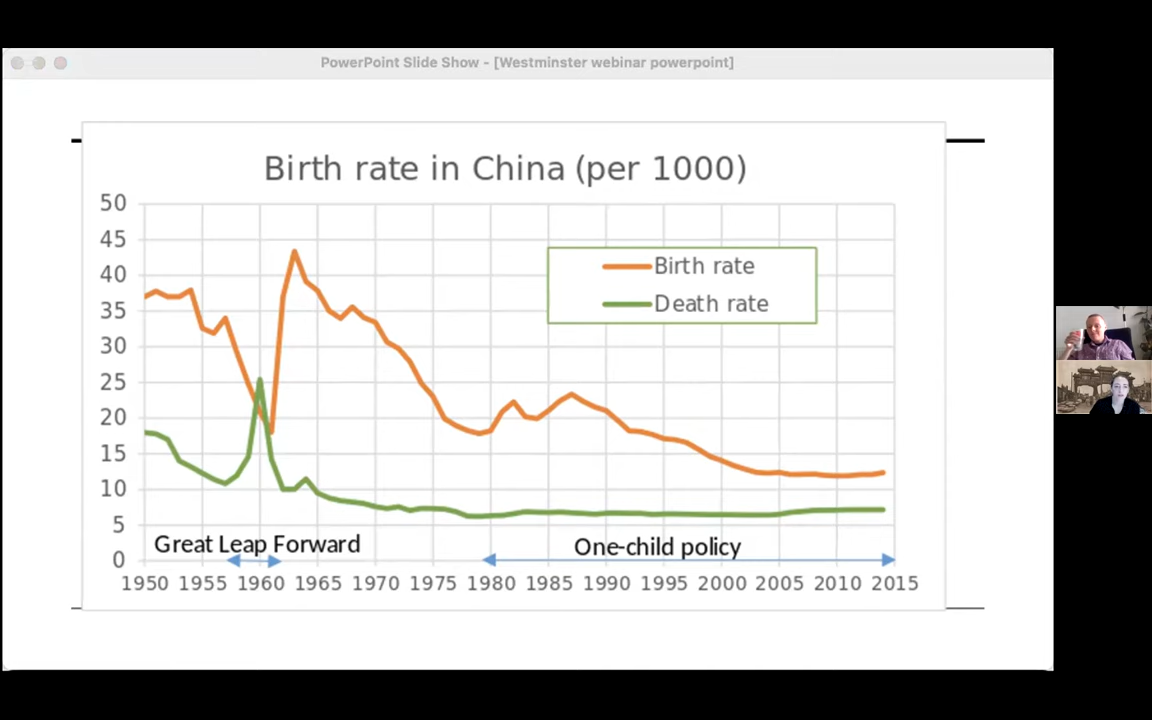 PowerPoint Slide Show - [Westminster webinar powerpoint]
Birth rate in China (per 1000)
50
45
40
35
30
25
20
15
10
5
0
Birth rate
Death rate
Great Leap Forward
One-child policy
1950 1955 1960 1965 1970 1975 1980 1985 1990 1995 2000 2005 2010 2015